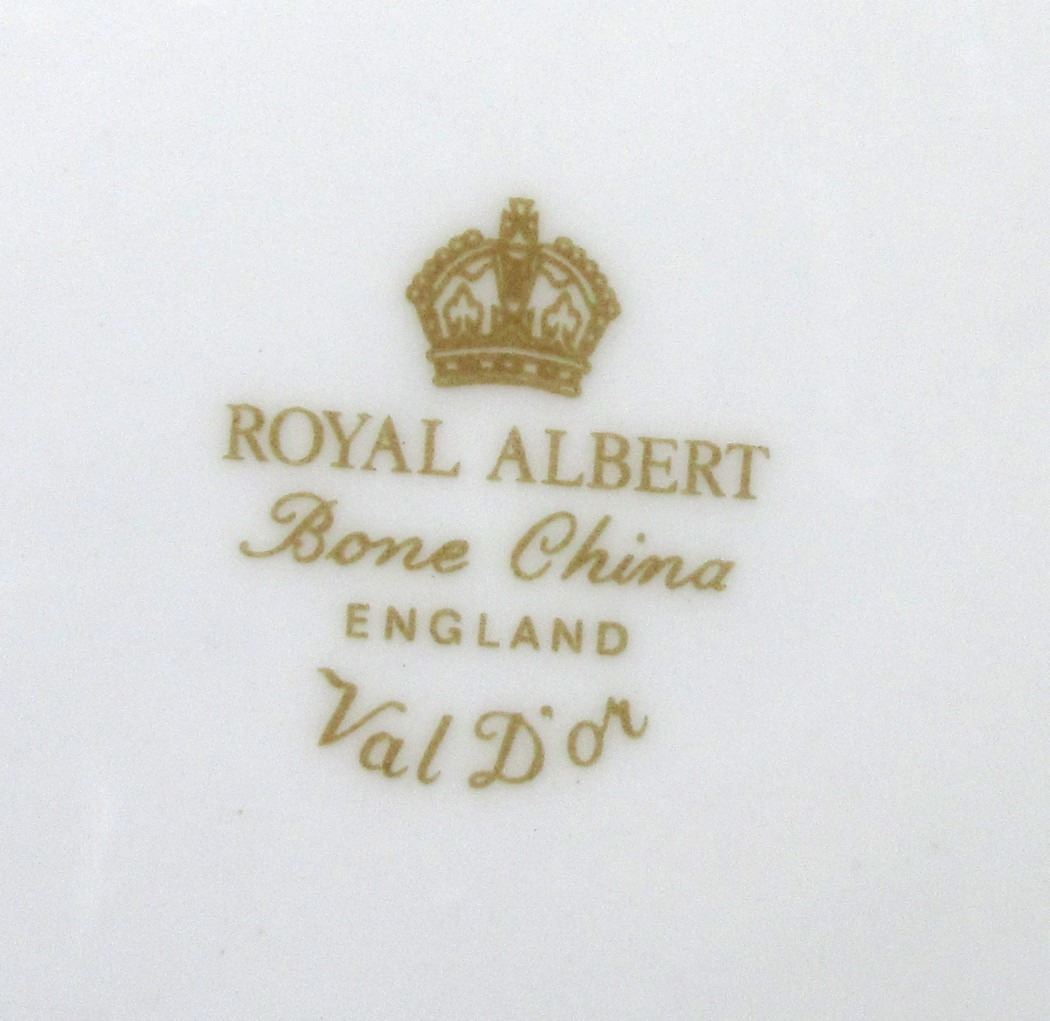 ROYAL ALBERT
Bone China
ENGLAND
Val D'or